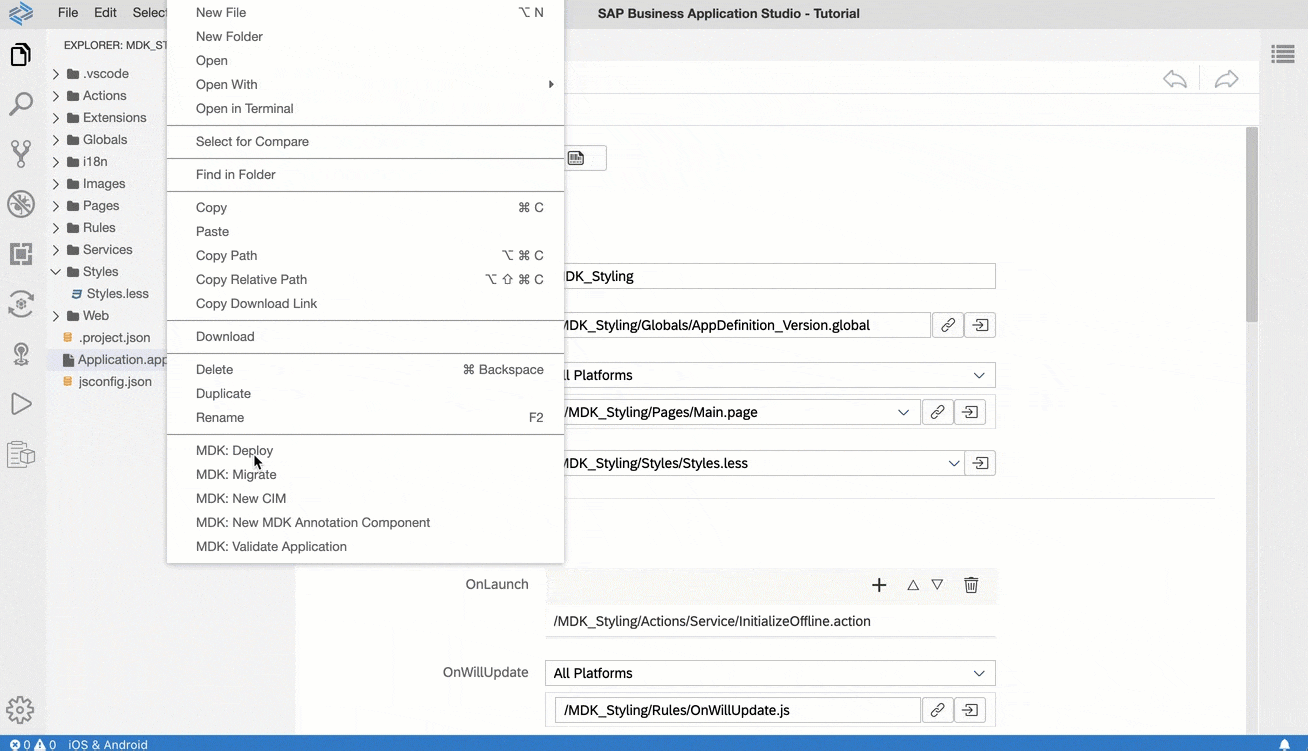 File Edit Select
SAP Business Application Studio - Tutorial
EXPLORER: MDK_ST
.vscode
Actions
Extensions
Globals
i18n
Images
Pages
Rules
Services
Styles
Styles.less
Web
.project.json
Application.app
jsconfig.json
New File ⌥ N
New Folder
Open
Open With
Open in Terminal
Select for Compare
Find in Folder
Copy ⌘ C
Paste
Copy Path ⌥ ⌘ C
Copy Relative Path ⌥ ⇧ ⌘ C
Copy Download Link
Download
Delete ⌘ Backspace
Duplicate
Rename F2
MDK: Deploy
MDK: Migrate
MDK: New CIM
MDK: New MDK Annotation Component
MDK: Validate Application
MDK_Styling
MDK_Styling/Globals/AppDefinition_Version.global
ll Platforms
/MDK_Styling/Pages/Main.page
MDK_Styling/Styles/Styles.less
OnLaunch
/MDK_Styling/Actions/Service/InitializeOffline.action
OnWillUpdate All Platforms
/MDK_Styling/Rules/OnWillUpdate.js
0 0 iOS & Android